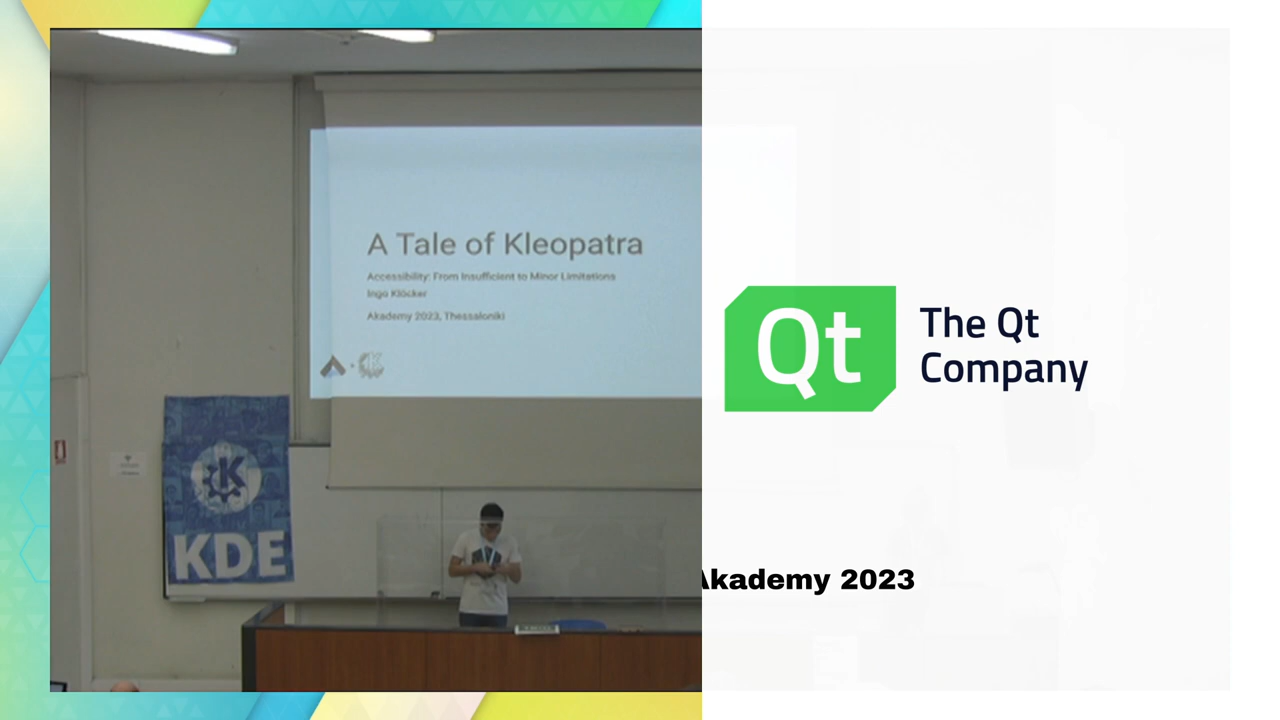 A Tale of Kleopatra
Accessibility: From Insufficient to Minor Limitations
Ingo Klöcker
Akademy 2023, Thessaloniki
K
KDE
Qt
The Qt
Company
Akademy 2023